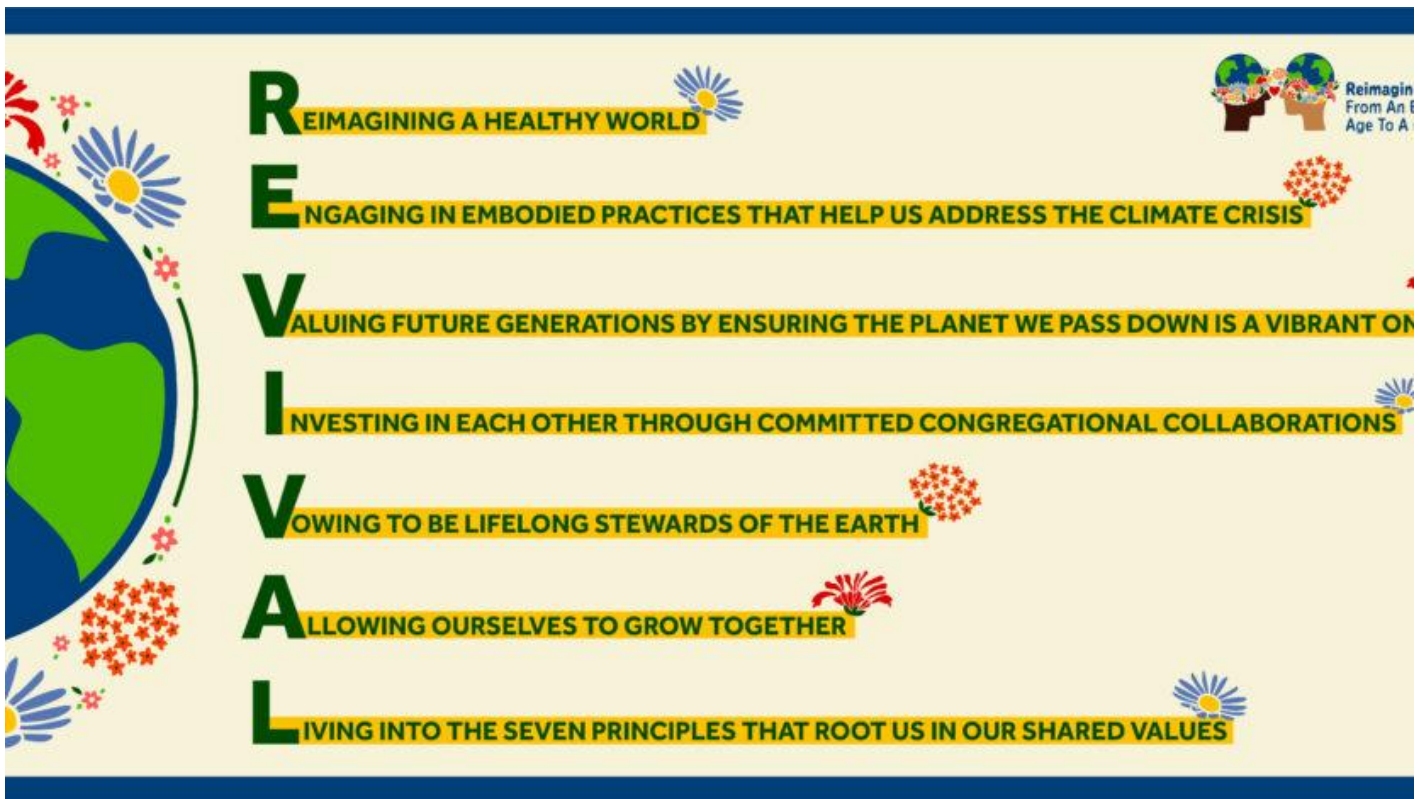 REIMAGINING A HEALTHY WORLD
Reimagin
From An
Age To A
ENGAGING IN EMBODIED PRACTICES THAT HELP US ADDRESS THE CLIMATE CRISIS
VALUING FUTURE GENERATIONS BY ENSURING THE PLANET WE PASS DOWN IS A VIBRANT ON
INVESTING IN EACH OTHER THROUGH COMMITTED CONGREGATIONAL COLLABORATIONS
VOWING TO BE LIFELONG STEWARDS OF THE EARTH
ALLOWING OURSELVES TO GROW TOGETHER
LIVING INTO THE SEVEN PRINCIPLES THAT ROOT US IN OUR SHARED VALUES